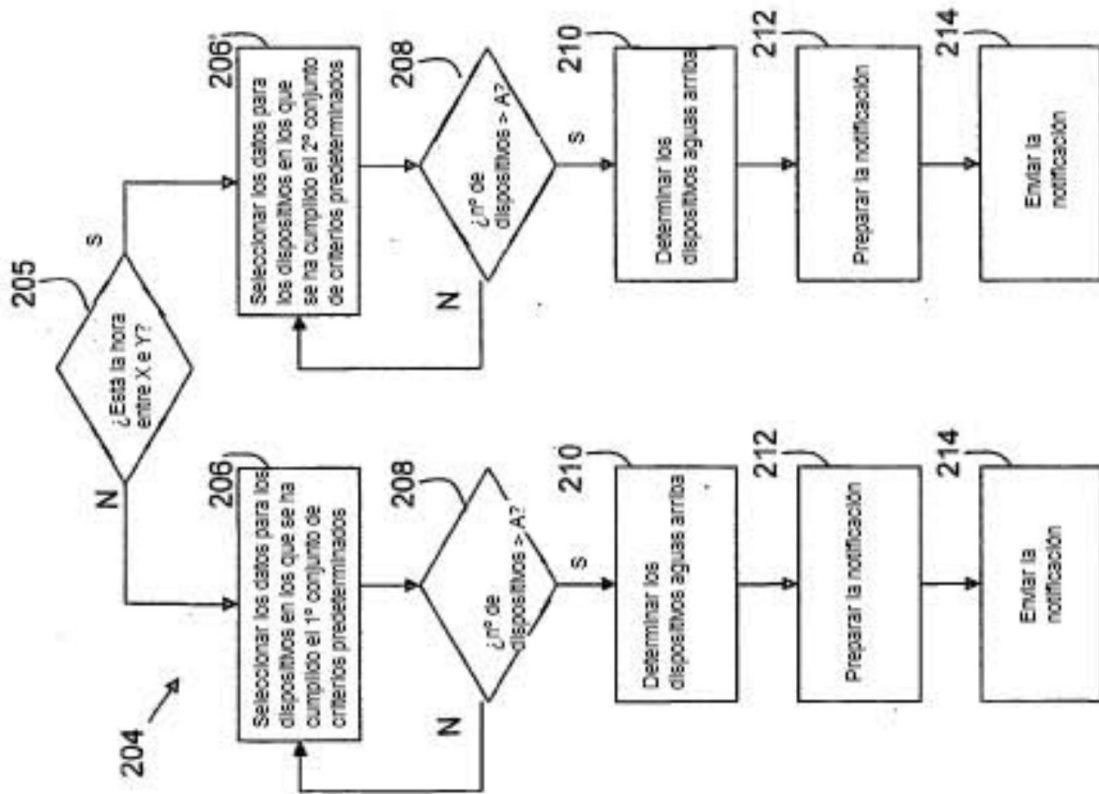 204
205
¿Está la hora
entre X e Y?
N
S
206
Seleccionar los datos para los
dispositivos en los que se ha
cumplido el 1º conjunto de
criterios predeterminados
208
¿nº de
dispositivos > A?
N
S
210
Determinar los
dispositivos aguas arriba
212
Preparar la notificación
214
Enviar la
notificación
206'
Seleccionar los datos para
los dispositivos en los que
se ha cumplido el 2º conjunto
de criterios predeterminados
208
¿nº de
dispositivos > A?
N
S
210
Determinar los
dispositivos aguas arriba
212
Preparar la notificación
214
Enviar la
notificación